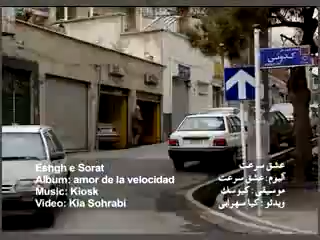 کدویی
Eshgh e Sorat
Album: amor de la velocidad
Music: Kiosk
Video: Kia Sohrabi
عشق سرعت
آلبوم: عشق سرعت
موسیقی: کیوسک
ویدئو: کیا سهرابی